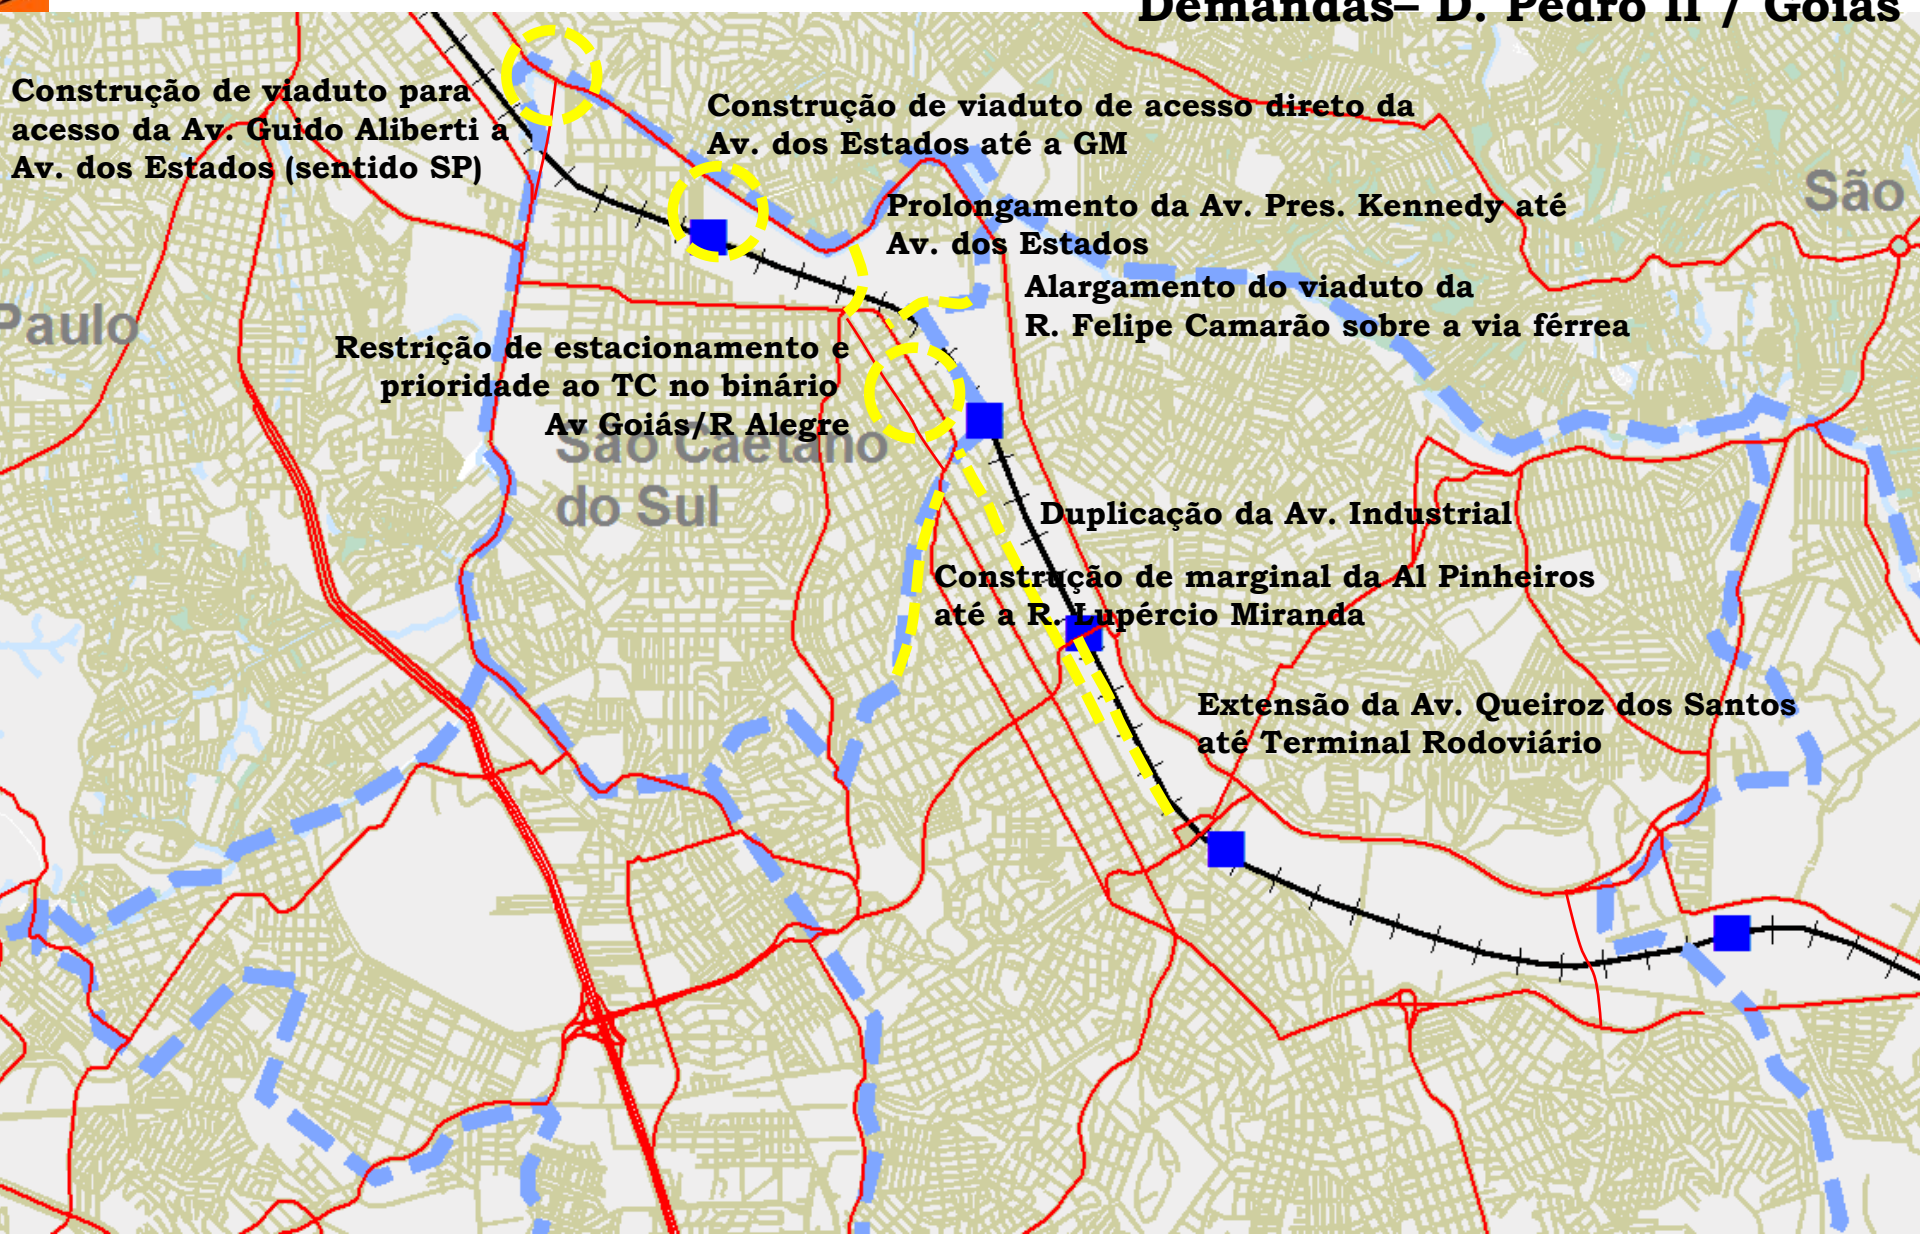 Demandas– D. Pedro II / Goiás
Construção de viaduto para
acesso da Av. Guido Aliberti a
Av. dos Estados (sentido SP)
Construção de viaduto de acesso direto da
Av. dos Estados até a GM
Prolongamento da Av. Pres. Kennedy até
Av. dos Estados
São
Alargamento do viaduto da
R. Felipe Camarão sobre a via férrea
Paulo
Restrição de estacionamento e
prioridade ao TC no binário
Av Goiás/R Alegre
São Caetano
do Sul
Duplicação da Av. Industrial
Construção de marginal da Al Pinheiros
até a R. Lupércio Miranda
Extensão da Av. Queiroz dos Santos
até Terminal Rodoviário